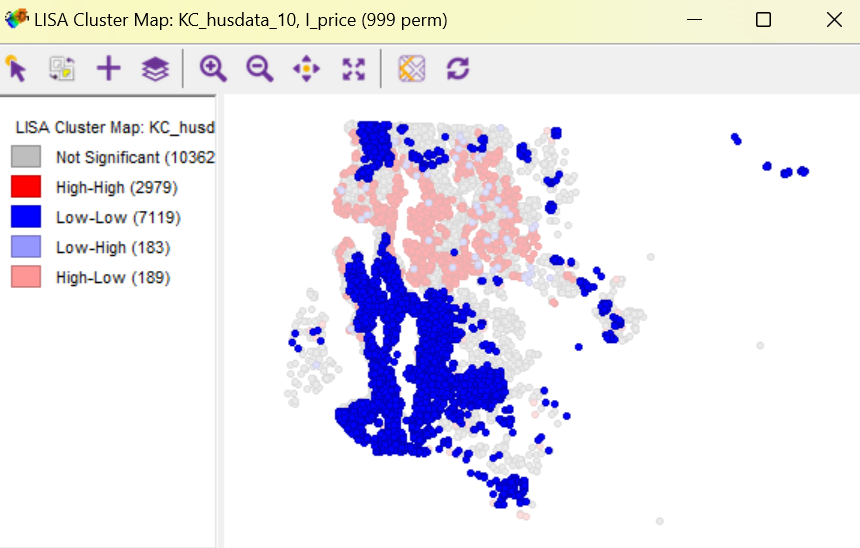 LISA Cluster Map: KC_husdata_10, I_price (999 perm)
LISA Cluster Map: KC_husd
Not Significant (10362
High-High (2979)
Low-Low (7119)
Low-High (183)
High-Low (189)